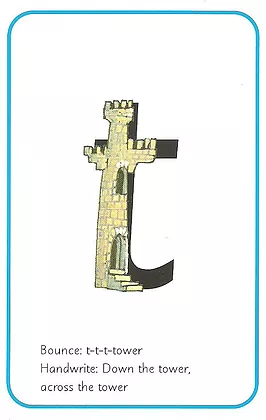 t
Bounce: t-t-t-tower
Handwrite: Down the tower,
across the tower